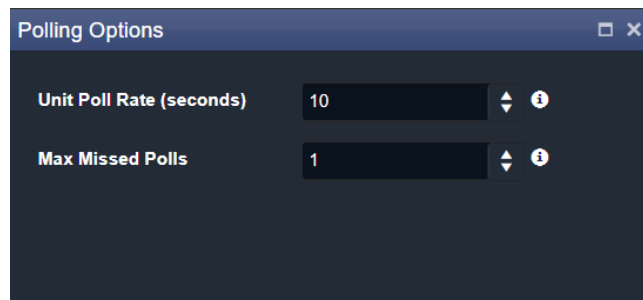 Polling Options
Unit Poll Rate (seconds) 10
Max Missed Polls 1